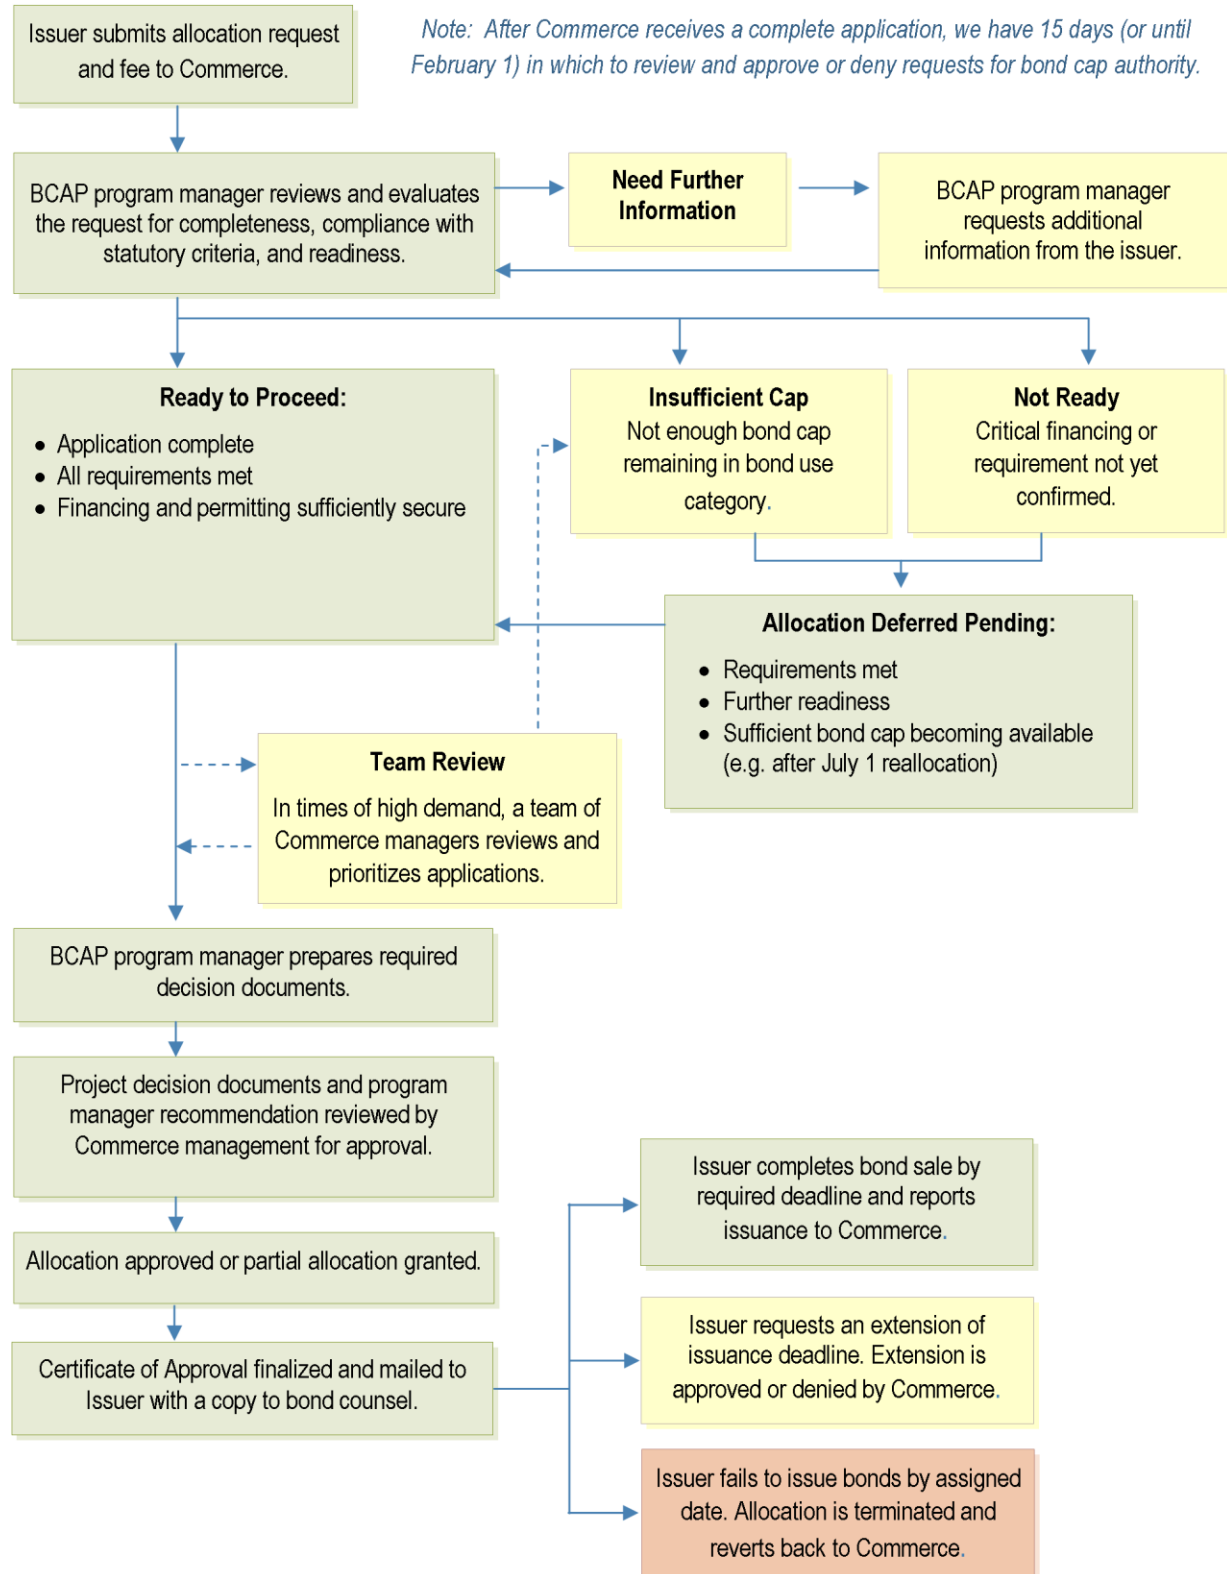 Issuer submits allocation request
and fee to Commerce.
Note:  After Commerce receives a complete application, we have 15 days (or until
February 1) in which to review and approve or deny requests for bond cap authority.
BCAP program manager reviews and evaluates
the request for completeness, compliance with
statutory criteria, and readiness.
Need Further
Information
BCAP program manager
requests additional
information from the issuer.
Ready to Proceed:
• Application complete
• All requirements met
• Financing and permitting sufficiently secure
Insufficient Cap
Not enough bond cap
remaining in bond use
category.
Not Ready
Critical financing or
requirement not yet
confirmed.
Allocation Deferred Pending:
• Requirements met
• Further readiness
• Sufficient bond cap becoming available
(e.g. after July 1 reallocation)
Team Review
In times of high demand, a team of
Commerce managers reviews and
prioritizes applications.
BCAP program manager prepares required
decision documents.
Project decision documents and program
manager recommendation reviewed by
Commerce management for approval.
Allocation approved or partial allocation granted.
Certificate of Approval finalized and mailed to
Issuer with a copy to bond counsel.
Issuer completes bond sale by
required deadline and reports
issuance to Commerce.
Issuer requests an extension of
issuance deadline. Extension is
approved or denied by Commerce.
Issuer fails to issue bonds by assigned
date. Allocation is terminated and
reverts back to Commerce.